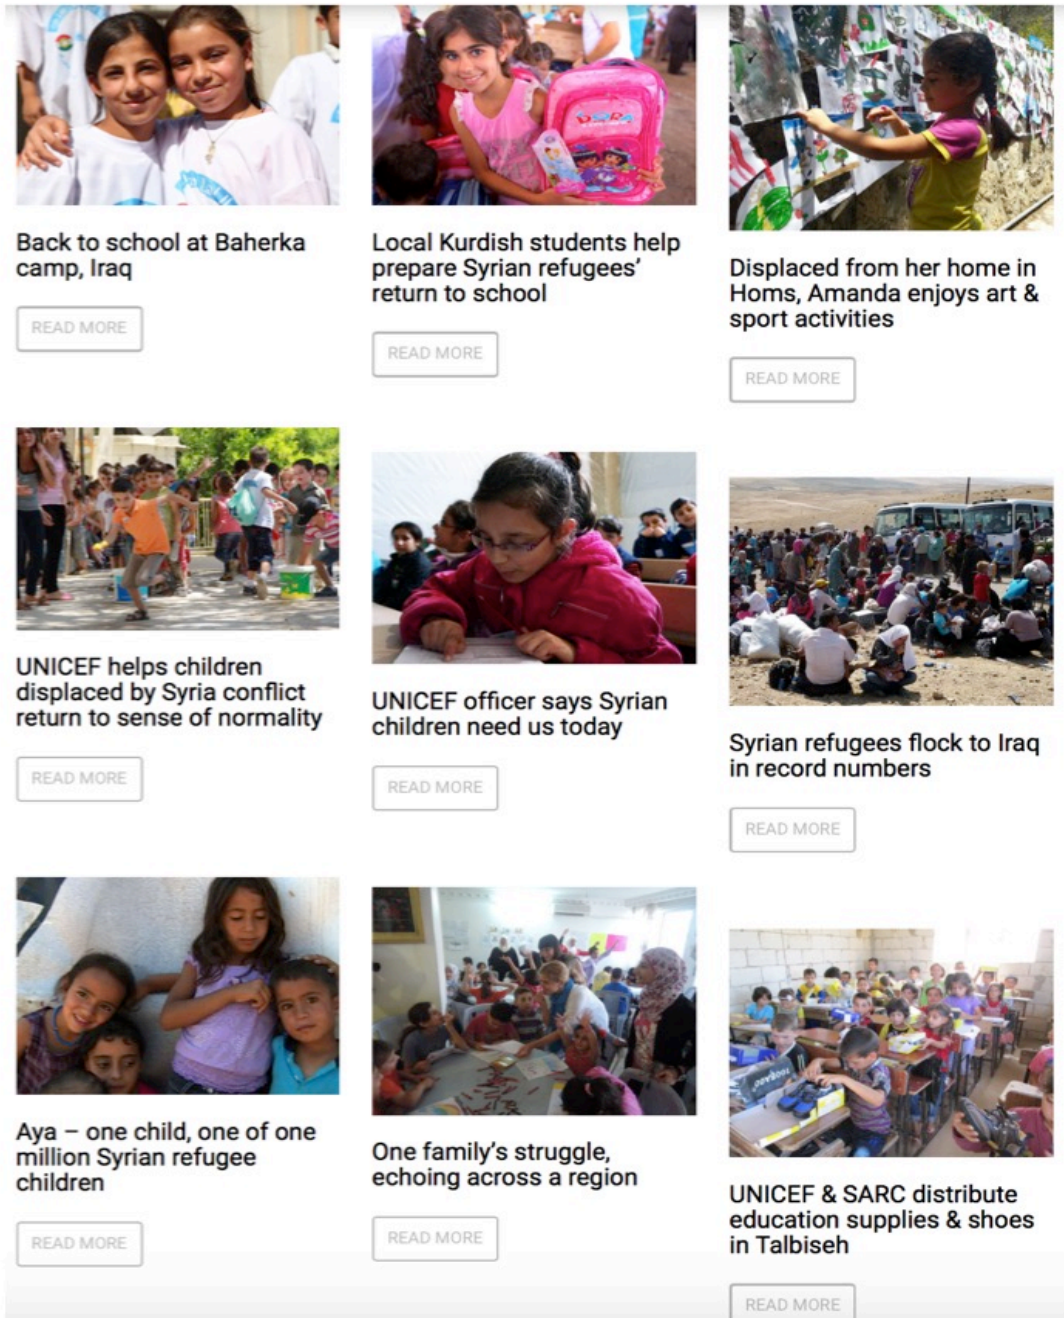 Back to school at Baherka
camp, Iraq
READ MORE
Local Kurdish students help
prepare Syrian refugees’
return to school
READ MORE
Displaced from her home in
Homs, Amanda enjoys art &
sport activities
READ MORE
UNICEF helps children
displaced by Syria conflict
return to sense of normality
READ MORE
UNICEF officer says Syrian
children need us today
READ MORE
Syrian refugees flock to Iraq
in record numbers
READ MORE
Aya – one child, one of one
million Syrian refugee
children
READ MORE
One family’s struggle,
echoing across a region
READ MORE
UNICEF & SARC distribute
education supplies & shoes
in Talbiseh
READ MORE